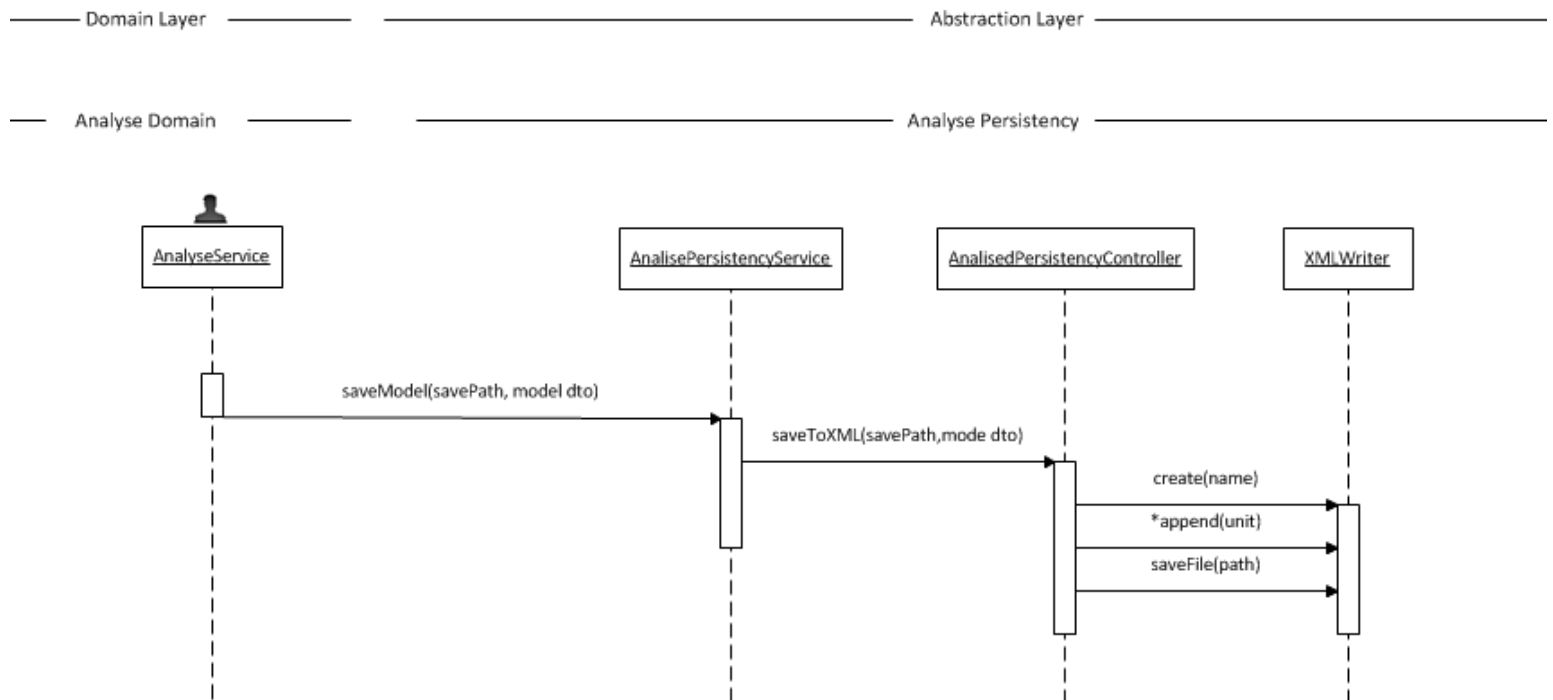 Domain Layer
Abstraction Layer
Analyse Domain
Analyse Persistency
AnalyseService
AnalisePersistencyService
AnalisedPersistencyController
XMLWriter
saveModel(savePath, model dto)
saveToXML(savePath,mode dto)
create(name)
*append(unit)
saveFile(path)